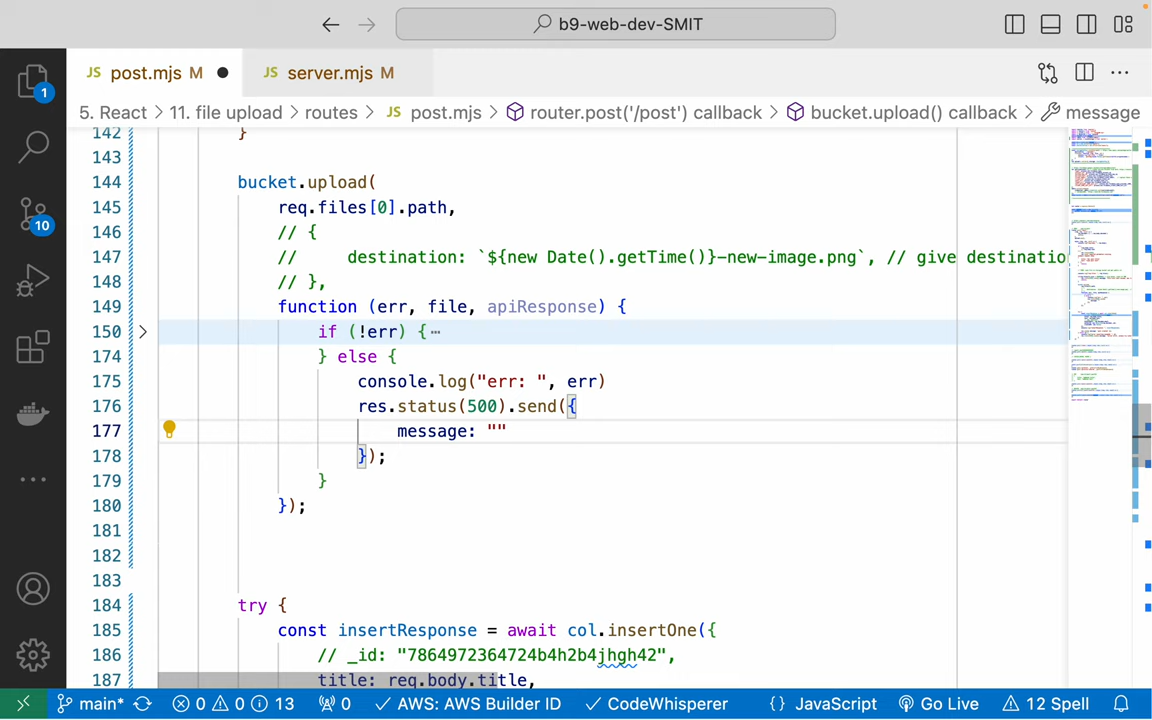 b9-web-dev-SMIT
JS post.mjs M
JS server.mjs M
5. React > 11. file upload > routes > JS post.mjs > router.post('/post') callback > bucket.upload() callback > message
142 }
143
144 bucket.upload(
145 req.files[0].path,
146 // {
147 // destination: `${new Date().getTime()}-new-image.png`, // give destinatio
148 // },
149 function (err, file, apiResponse) {
150 if (!err) {⋯
174 } else {
175 console.log("err: ", err)
176 res.status(500).send({
177 message: ""
178 });
179 }
180 });
181
182
183
184 try {
185 const insertResponse = await col.insertOne({
186 // _id: "7864972364724b4h2b4jhgh42",
187 title: req.body.title,
1
10
main* 0 0 13 0 AWS: AWS Builder ID CodeWhisperer {} JavaScript Go Live 12 Spell